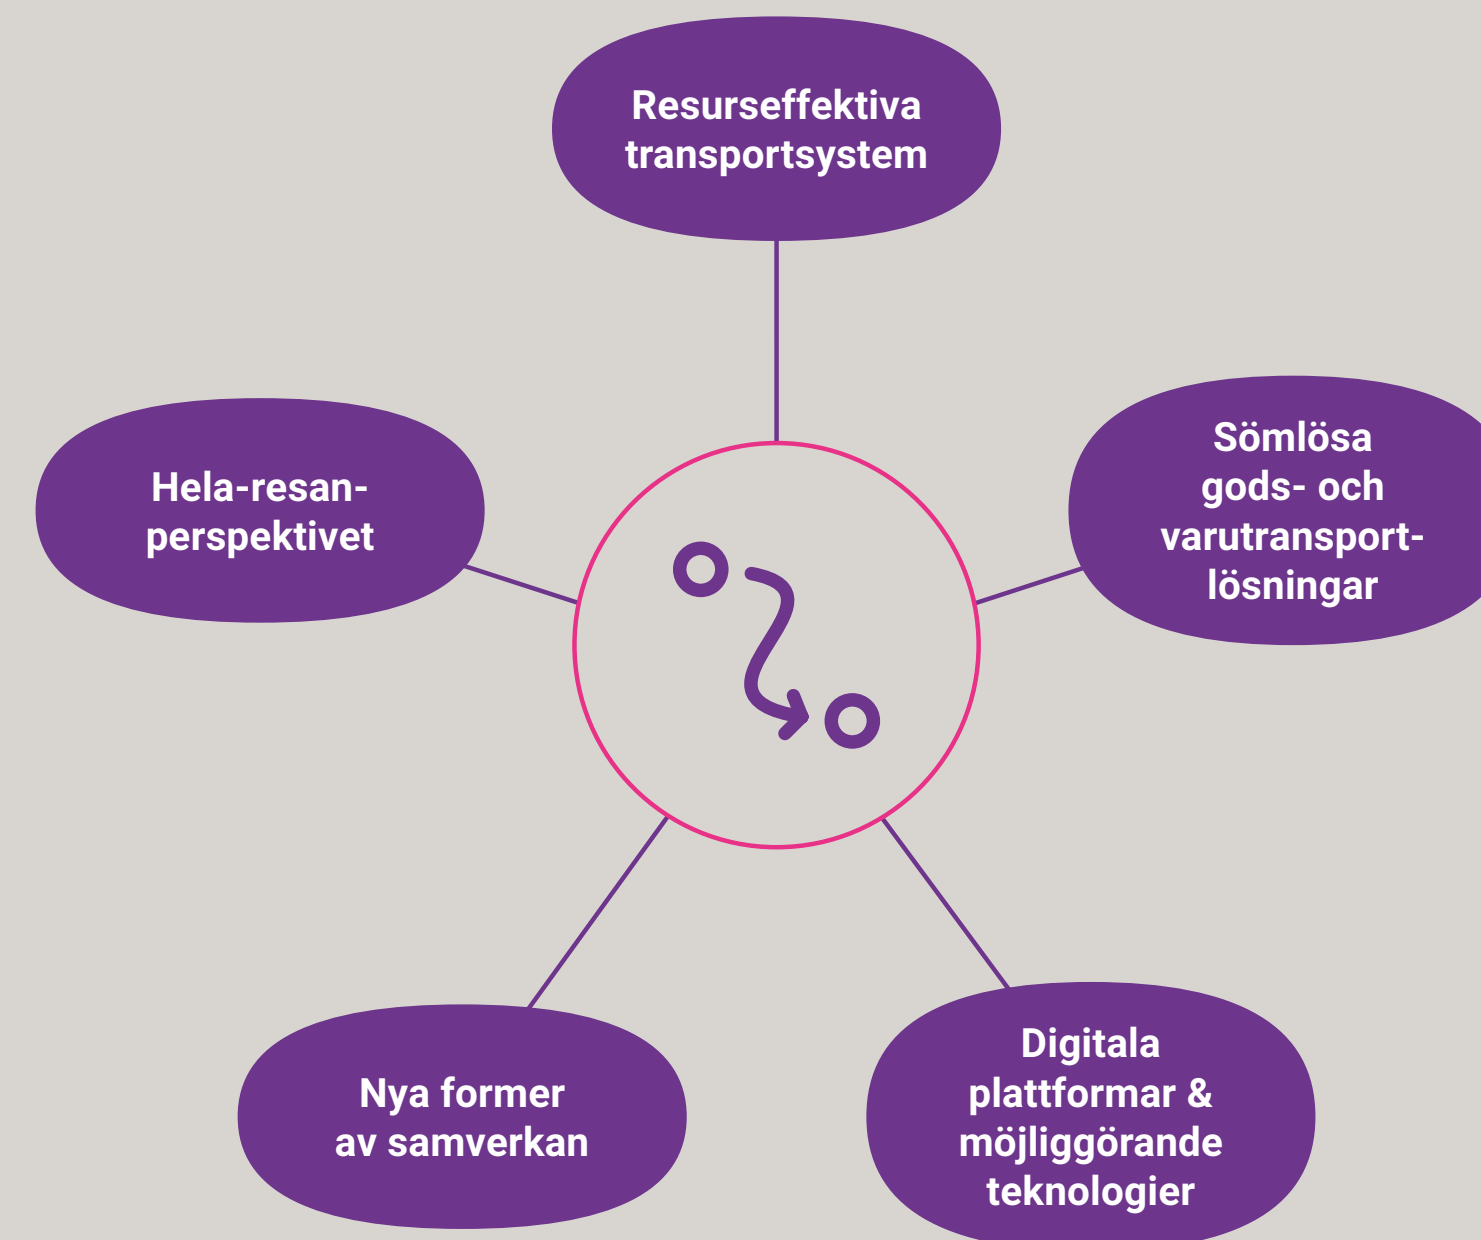 Resurseffektiva
transportsystem
Hela-resan-
perspektivet
Sömlösa
gods- och
varutransport-
lösningar
Nya former
av samverkan
Digitala
plattformar &
möjliggörande
teknologier